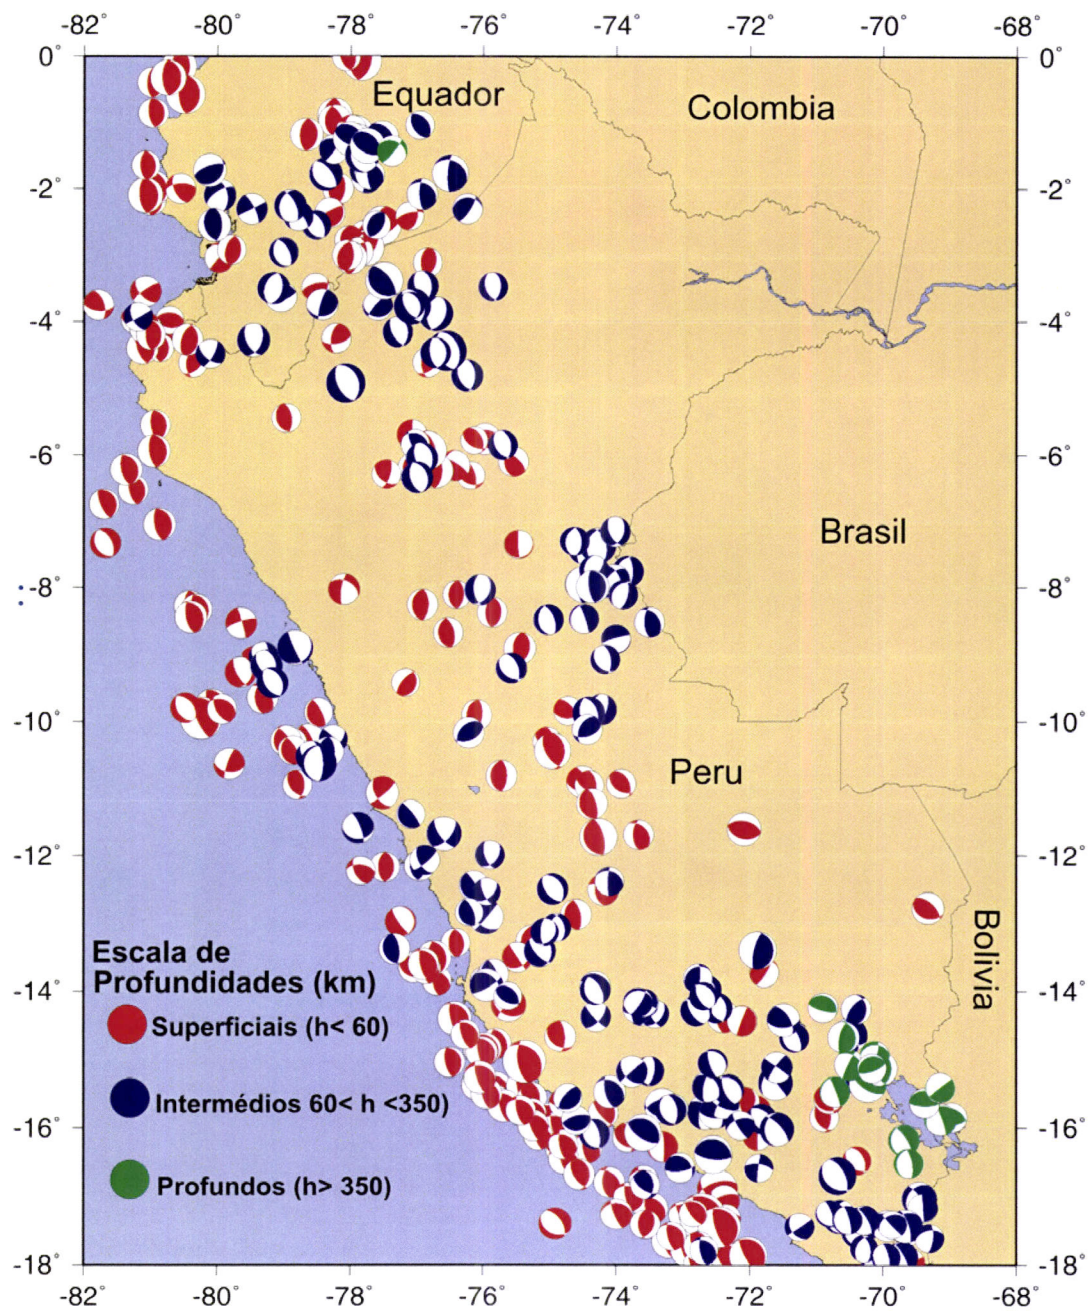 -82 -80 -78 -76 -74 -72 -70 -68
0˚ 0˚
Equador
Colombia
-2˚ -2˚
-4˚ -4˚
-6˚ -6˚
Brasil
-8˚ -8˚
-10˚ -10˚
Peru
-12˚ -12˚
Bolivia
Escala de
Profundidades (km)
-14˚ -14˚
Superficiais (h< 60)
Intermédios 60< h <350)
-16˚ -16˚
Profundos (h> 350)
-18˚ -18˚
-82˚ -80˚ -78˚ -76˚ -74˚ -72˚ -70˚ -68˚